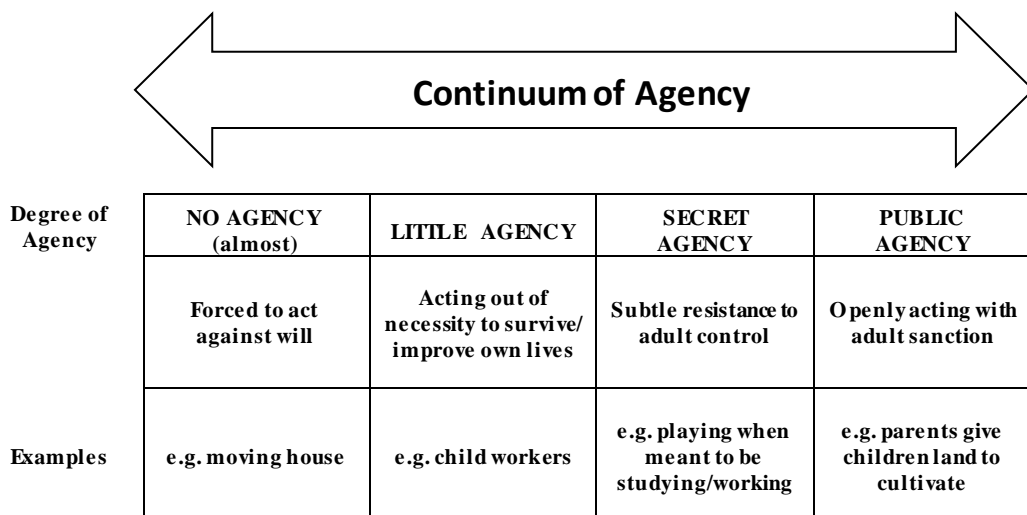 Continuum of Agency
Degree of
Agency
NO AGENCY
(almost)
LITILE AGENCY
SECRET
AGENCY
PUBLIC
AGENCY
Forced to act
against will
Acting out of
necessity to survive/
improve own lives
Subtle resistance to
adult control
Openly acting with
adult sanction
Examples
e.g. moving house
e.g. child workers
e.g. playing when
meant to be
studying/working
e.g. parents give
children land to
cultivate